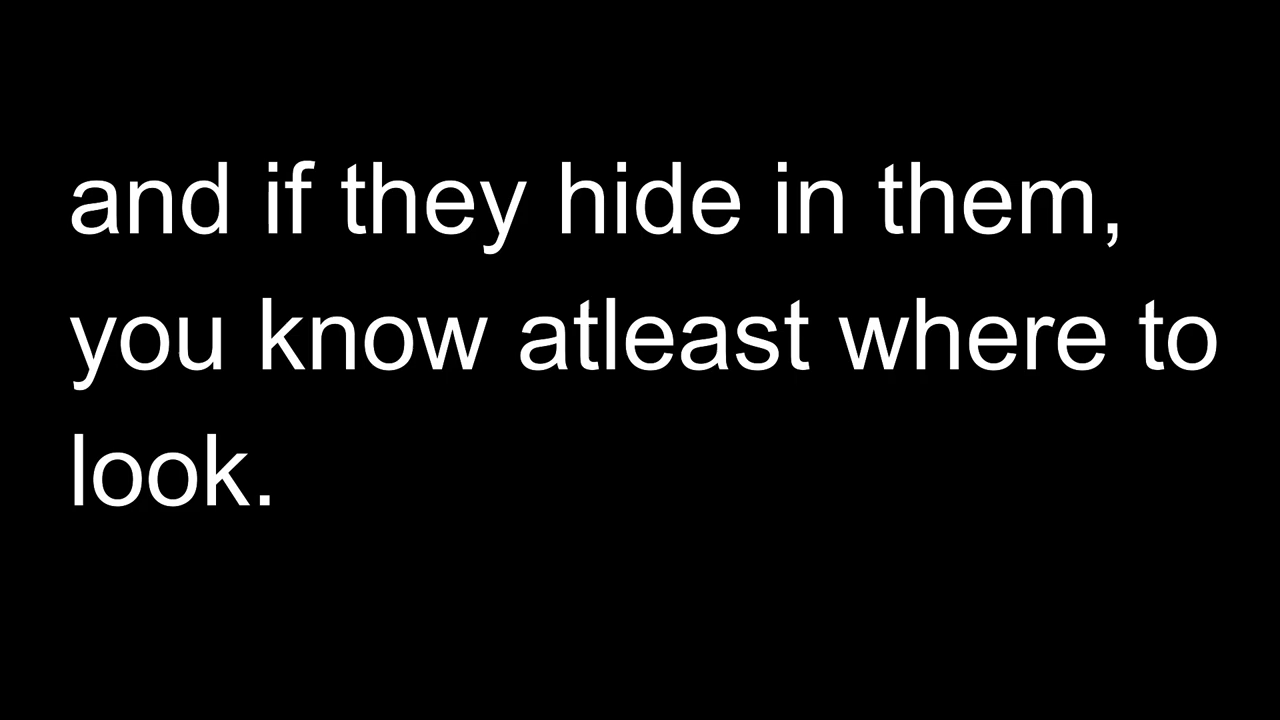 and if they hide in them,
you know atleast where to
look.